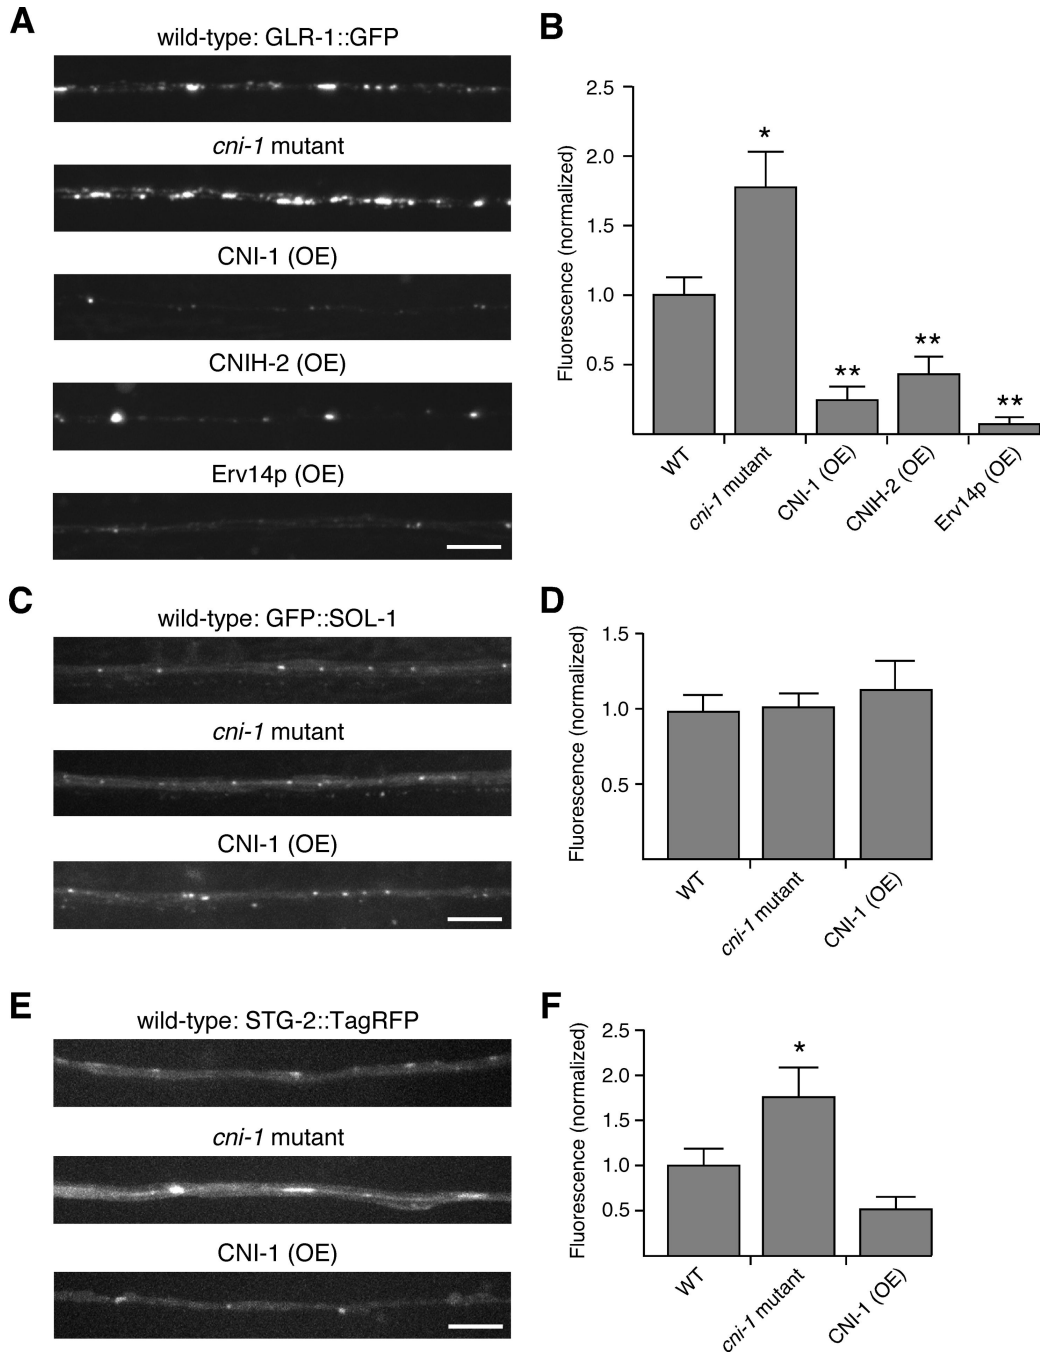 A
wild-type: GLR-1::GFP
cni-1 mutant
CNI-1 (OE)
CNIH-2 (OE)
Erv14p (OE)
B
Fluorescence (normalized)
2.5
2.0
1.5
1.0
0.5
*
**
**
**
WT
cni-1 mutant
CNI-1 (OE)
CNIH-2 (OE)
Erv14p (OE)
C
wild-type: GFP::SOL-1
cni-1 mutant
CNI-1 (OE)
D
Fluorescence (normalized)
1.5
1.0
0.5
WT
cni-1 mutant
CNI-1 (OE)
E
wild-type: STG-2::TagRFP
cni-1 mutant
CNI-1 (OE)
F
Fluorescence (normalized)
2.5
2.0
1.5
1.0
0.5
*
WT
cni-1 mutant
CNI-1 (OE)